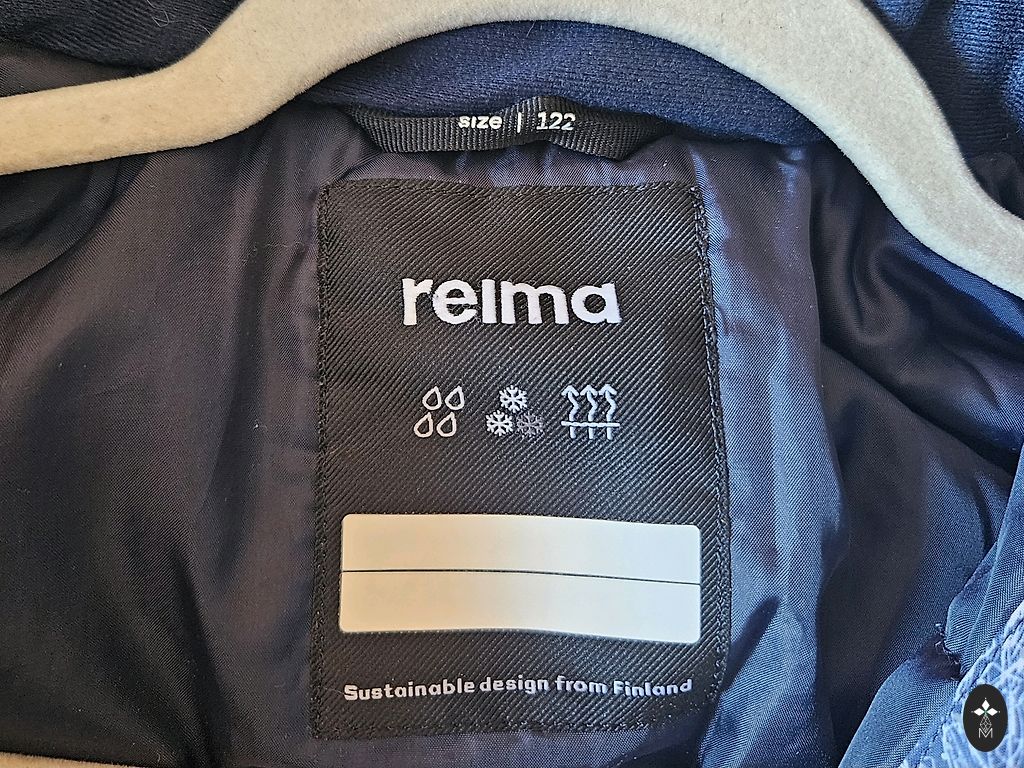 size | 122
reima
Sustainable design from Finland
M